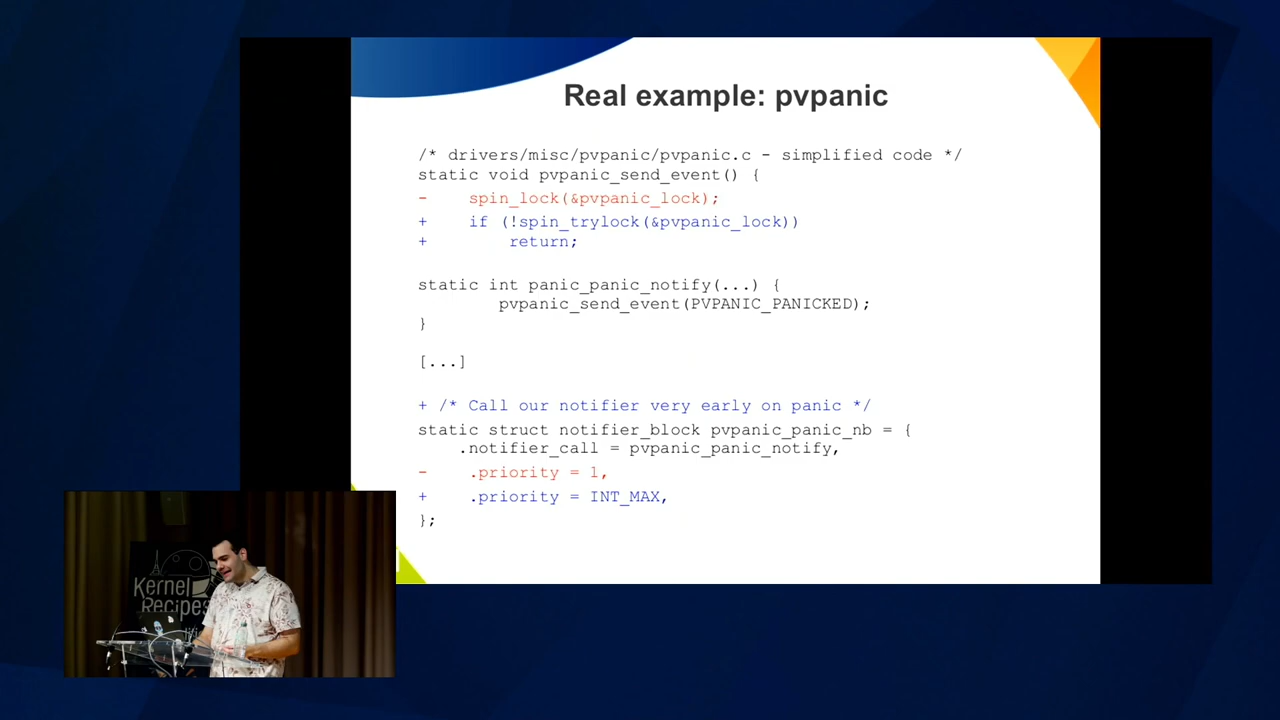 Real example: pvpanic
/* drivers/misc/pvpanic/pvpanic.c - simplified code */
static void pvpanic_send_event() {
-    spin_lock(&pvpanic_lock);
+    if (!spin_trylock(&pvpanic_lock))
+        return;
static int panic_panic_notify(...) {
        pvpanic_send_event(PVPANIC_PANICKED);
}
[...]
+ /* Call our notifier very early on panic */
static struct notifier_block pvpanic_panic_nb = {
    .notifier_call = pvpanic_panic_notify,
-    .priority = 1,
+    .priority = INT_MAX,
};
Kernel
Recipes